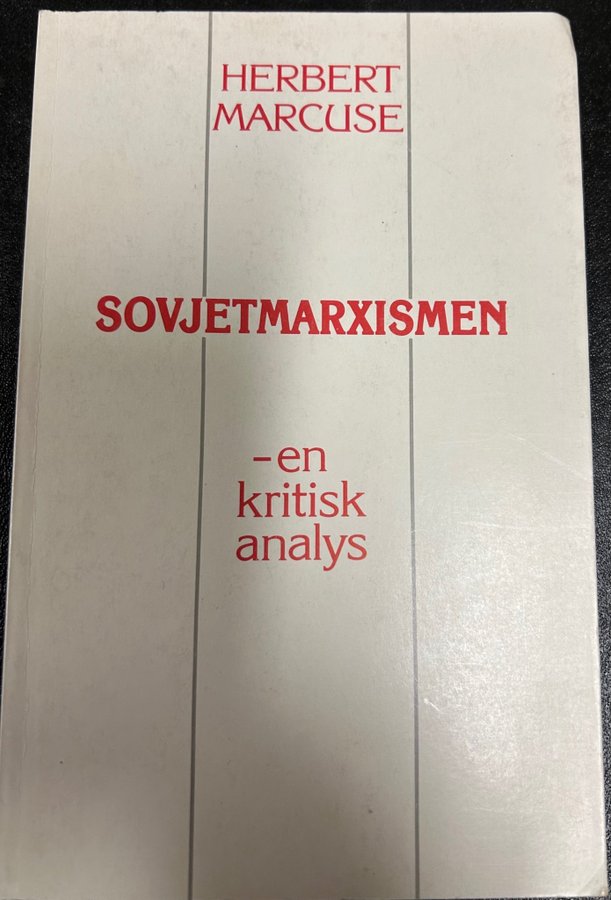 HERBERT
MARCUSE
SOVJETMARXISMEN
–en
kritisk
analys